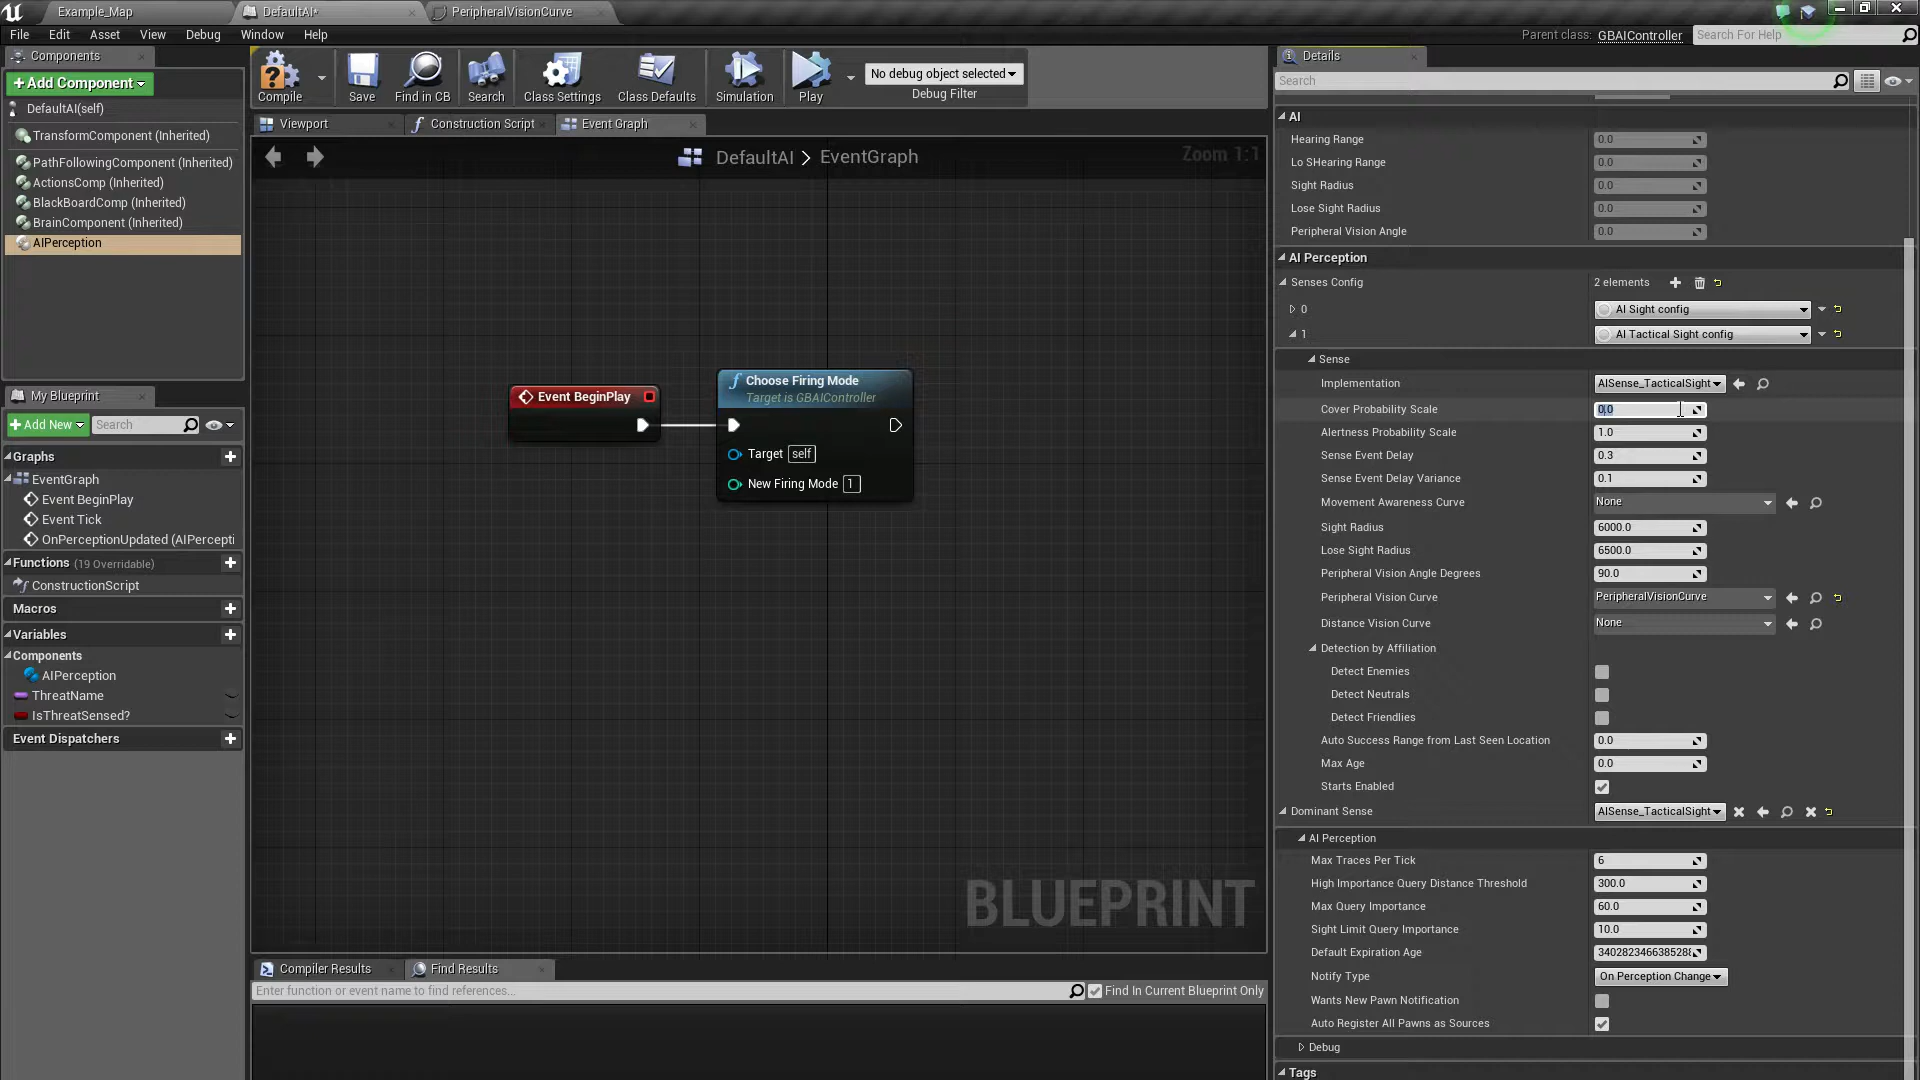 Example_Map
DefaultAI*
PeripheralVisionCurve
File Edit Asset View Debug Window Help
Parent class: GBAIController
Search For Help
Components
+Add Component
DefaultAI(self)
TransformComponent (Inherited)
PathFollowingComponent (Inherited)
ActionsComp (Inherited)
BlackBoardComp (Inherited)
BrainComponent (Inherited)
AIPerception
My Blueprint
+Add New
Search
Graphs
EventGraph
Event BeginPlay
Event Tick
OnPerceptionUpdated (AIPercepti
Functions (19 Overridable)
ConstructionScript
Macros
Variables
Components
AIPerception
ThreatName
IsThreatSensed?
Event Dispatchers
Compile Save Find in CB Search Class Settings Class Defaults Simulation Play
No debug object selected
Debug Filter
Viewport Construction Script Event Graph
DefaultAI > EventGraph
Zoom 1:1
Event BeginPlay
Choose Firing Mode
Target is GBAIController
Target self
New Firing Mode 1
BLUEPRINT
Compiler Results Find Results
Enter function or event name to find references...
Find In Current Blueprint Only
Details
Search
AI
Hearing Range 0.0
Lo SHearing Range 0.0
Sight Radius 0.0
Lose Sight Radius 0.0
Peripheral Vision Angle 0.0
AI Perception
Senses Config 2 elements
0 AI Sight config
1 AI Tactical Sight config
Sense
Implementation AISense_TacticalSight
Cover Probability Scale 0.0
Alertness Probability Scale 1.0
Sense Event Delay 0.3
Sense Event Delay Variance 0.1
Movement Awareness Curve None
Sight Radius 6000.0
Lose Sight Radius 6500.0
Peripheral Vision Angle Degrees 90.0
Peripheral Vision Curve PeripheralVisionCurve
Distance Vision Curve None
Detection by Affiliation
Detect Enemies
Detect Neutrals
Detect Friendlies
Auto Success Range from Last Seen Location 0.0
Max Age 0.0
Starts Enabled
Dominant Sense AISense_TacticalSight
AI Perception
Max Traces Per Tick 6
High Importance Query Distance Threshold 300.0
Max Query Importance 60.0
Sight Limit Query Importance 10.0
Default Expiration Age
Notify Type On Perception Change
Wants New Pawn Notification
Auto Register All Pawns as Sources
Debug
Tags